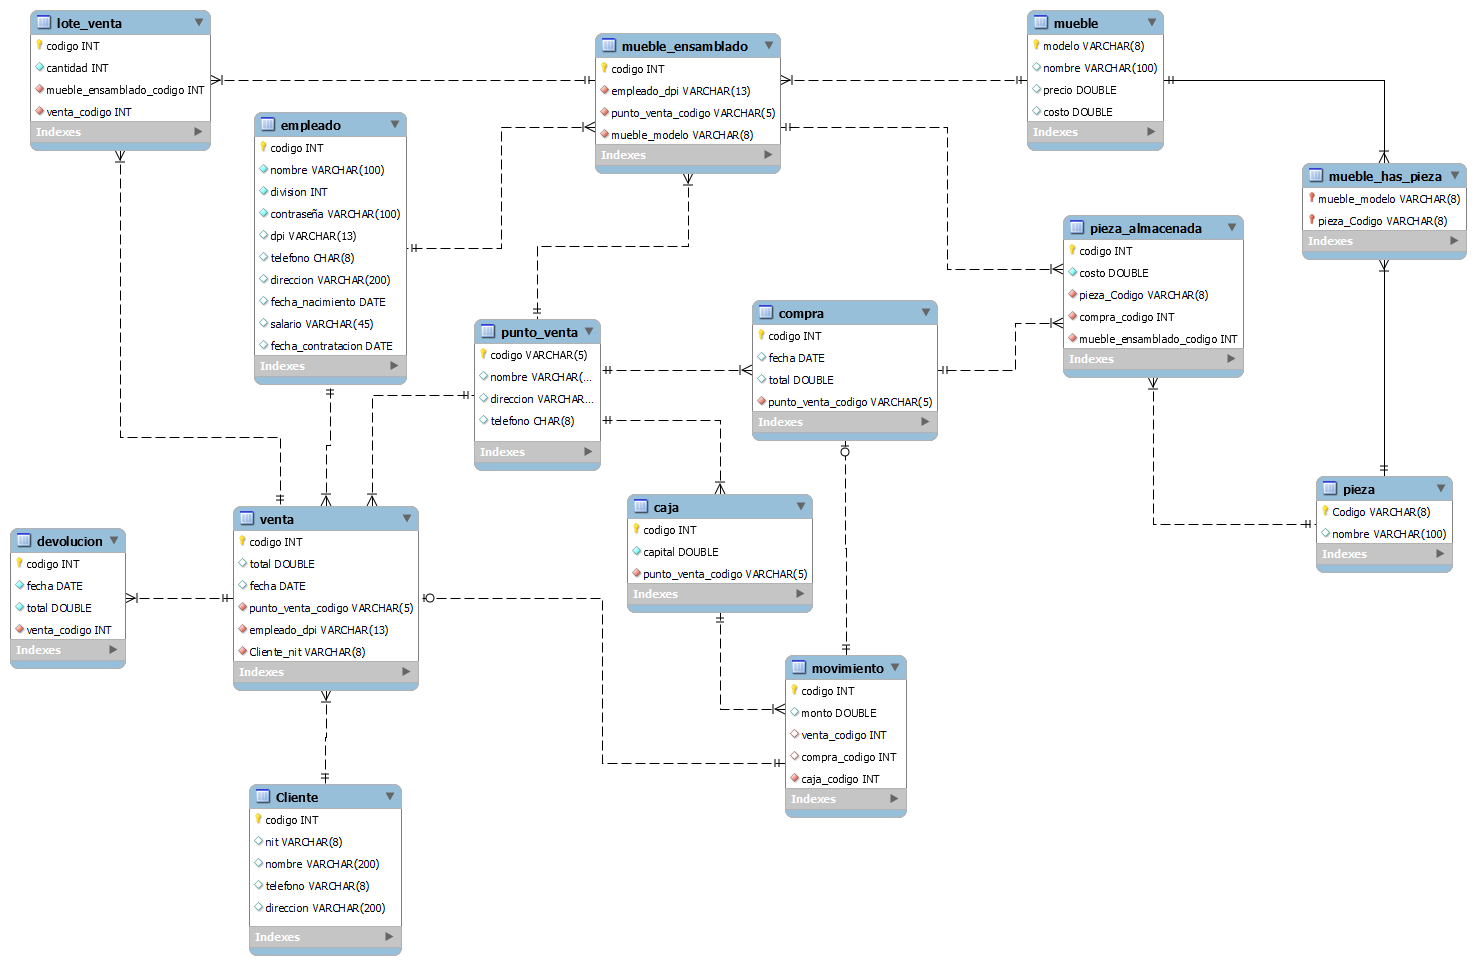 lote_venta
codigo INT
cantidad INT
mueble_ensamblado_codigo INT
venta_codigo INT
Indexes
empleado
codigo INT
nombre VARCHAR(100)
division INT
contraseña VARCHAR(100)
dpi VARCHAR(13)
telefono CHAR(8)
direccion VARCHAR(200)
fecha_nacimiento DATE
salario VARCHAR(45)
fecha_contratacion DATE
Indexes
mueble_ensamblado
codigo INT
empleado_dpi VARCHAR(13)
punto_venta_codigo VARCHAR(5)
mueble_modelo VARCHAR(8)
Indexes
mueble
modelo VARCHAR(8)
nombre VARCHAR(100)
precio DOUBLE
costo DOUBLE
Indexes
mueble_has_pieza
mueble_modelo VARCHAR(8)
pieza_Codigo VARCHAR(8)
Indexes
pieza_almacenada
codigo INT
costo DOUBLE
pieza_Codigo VARCHAR(8)
compra_codigo INT
mueble_ensamblado_codigo INT
Indexes
punto_venta
codigo VARCHAR(5)
nombre VARCHAR(...
direccion VARCHAR...
telefono CHAR(8)
Indexes
compra
codigo INT
fecha DATE
total DOUBLE
punto_venta_codigo VARCHAR(5)
Indexes
pieza
Codigo VARCHAR(8)
nombre VARCHAR(100)
Indexes
caja
codigo INT
capital DOUBLE
punto_venta_codigo VARCHAR(5)
Indexes
venta
codigo INT
total DOUBLE
fecha DATE
punto_venta_codigo VARCHAR(5)
empleado_dpi VARCHAR(13)
Cliente_nit VARCHAR(8)
Indexes
devolucion
codigo INT
fecha DATE
total DOUBLE
venta_codigo INT
Indexes
movimiento
codigo INT
monto DOUBLE
venta_codigo INT
compra_codigo INT
caja_codigo INT
Indexes
Cliente
codigo INT
nit VARCHAR(8)
nombre VARCHAR(200)
telefono VARCHAR(8)
direccion VARCHAR(200)
Indexes